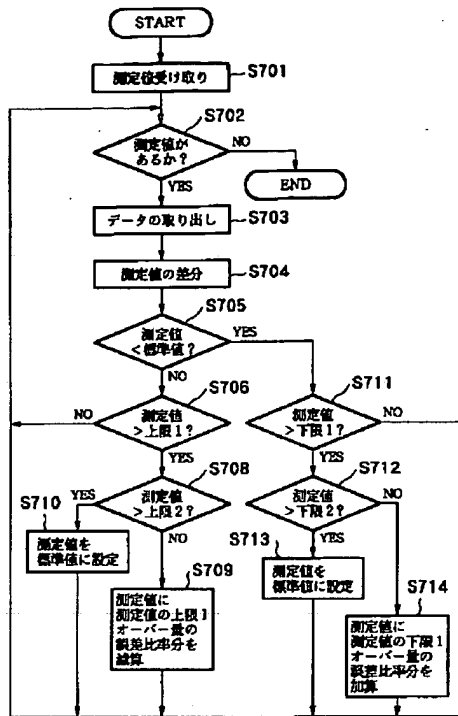 START
測定値受け取り
S701
S702
測定値が
あるか?
NO
YES
END
データの取り出し
S703
測定値の差分
S704
S705
測定値
<標準値?
YES
NO
S706
S711
NO
測定値
>上限1?
測定値
>下限1?
NO
YES
YES
S708
S712
S710
YES
測定値
>上限2?
測定値
>下限2?
NO
NO
YES
S713
測定値を
標準値に設定
S709
測定値を
標準値に設定
S714
測定値に
測定値の上限1
オーバー量の
誤差比率分を
減算
測定値に
測定値の下限1
オーバー量の
誤差比率分を
加算